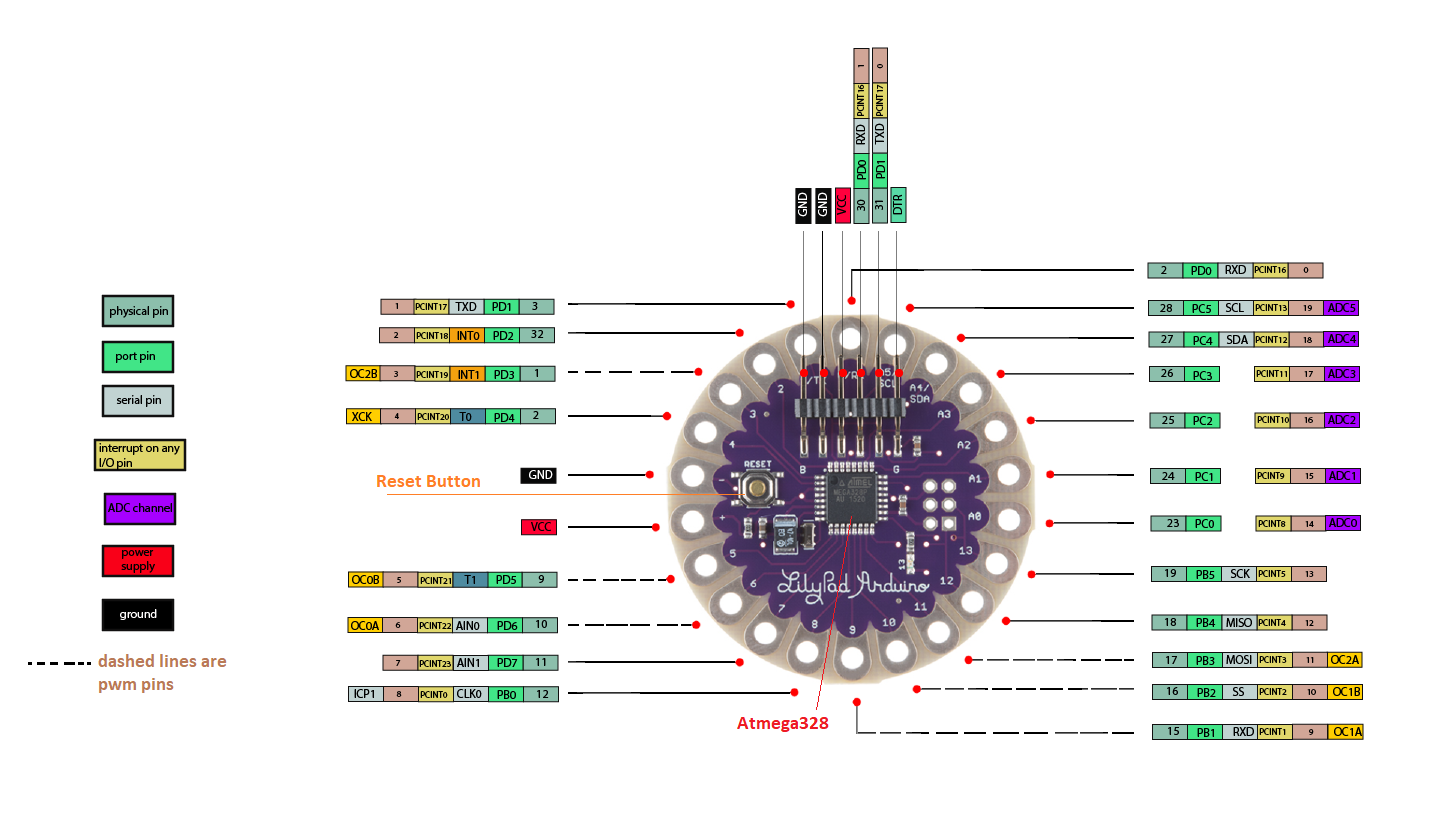 1 0
PCINT16 PCINT17
RXD TXD
PD0 PD1
GND GND VCC 30 31 DTR
2 PD0 RXD PCINT16 0
1 PCINT17 TXD PD1 3
28 PC5 SCL PCINT13 19 ADC5
2 PCINT18 INT0 PD2 32
27 PC4 SDA PCINT12 18 ADC4
OC2B 3 PCINT19 INT1 PD3 1
26 PC3 PCINT11 17 ADC3
XCK 4 PCINT20 T0 PD4 2
25 PC2 PCINT10 16 ADC2
GND
24 PC1 PCINT9 15 ADC1
Reset Button
VCC
23 PC0 PCINT8 14 ADC0
OC0B 5 PCINT21 T1 PD5 9
19 PB5 SCK PCINT5 13
OC0A 6 PCINT22 AIN0 PD6 10
18 PB4 MISO PCINT4 12
7 PCINT23 AIN1 PD7 11
17 PB3 MOSI PCINT3 11 OC2A
ICP1 8 PCINT0 CLK0 PB0 12
16 PB2 SS PCINT2 10 OC1B
15 PB1 RXD PCINT1 9 OC1A
Atmega328
physical pin
port pin
serial pin
interrupt on any
I/O pin
ADC channel
power
supply
ground
dashed lines are
pwm pins
2
3
4
RESET
-
+
5
6
7
8
9
10
11
12
13
A0
A1
A2
A3
A4/
SDA
SCL
B G
ATMEL
LilyPad Arduino
13